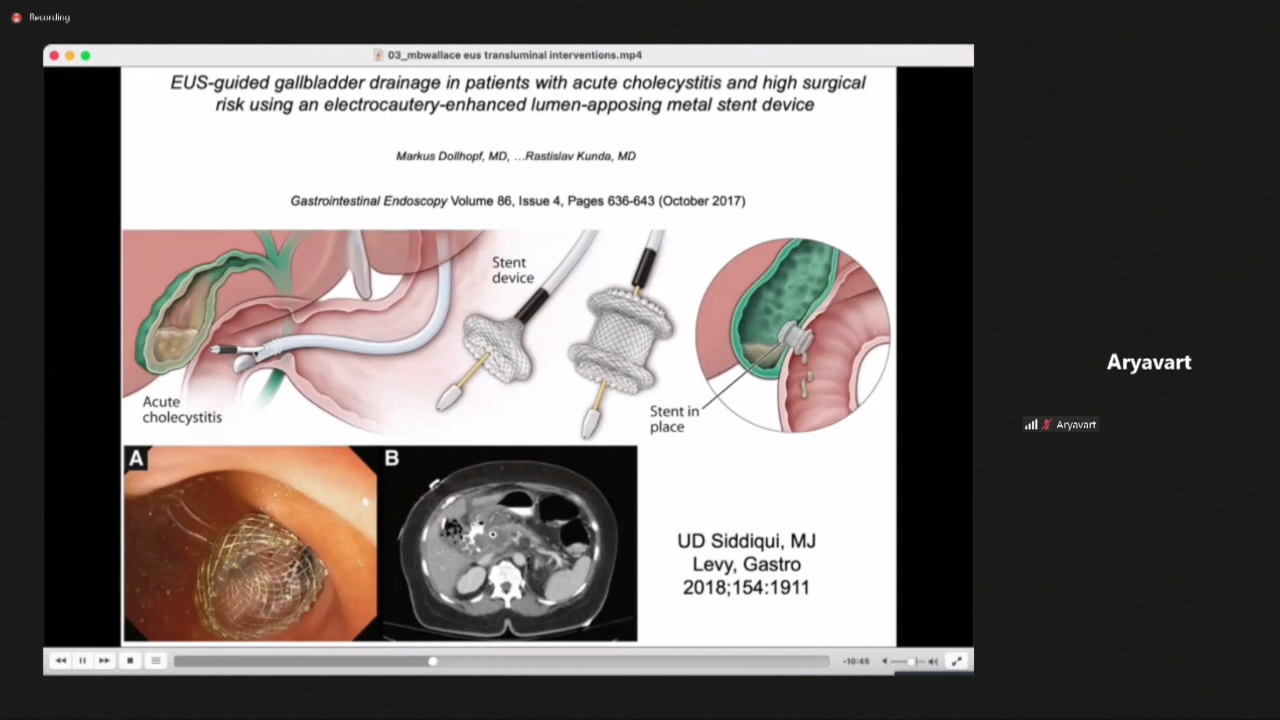 Recording
03_mbwallace eus transluminal interventions.mp4
EUS-guided gallbladder drainage in patients with acute cholecystitis and high surgical
risk using an electrocautery-enhanced lumen-apposing metal stent device
Markus Dollhopf, MD, …Rastislav Kunda, MD
Gastrointestinal Endoscopy Volume 86, Issue 4, Pages 636-643 (October 2017)
Stent
device
Acute
cholecystitis
Stent in
place
A
B
UD Siddiqui, MJ
Levy, Gastro
2018;154:1911
-10:45
Aryavart
Aryavart